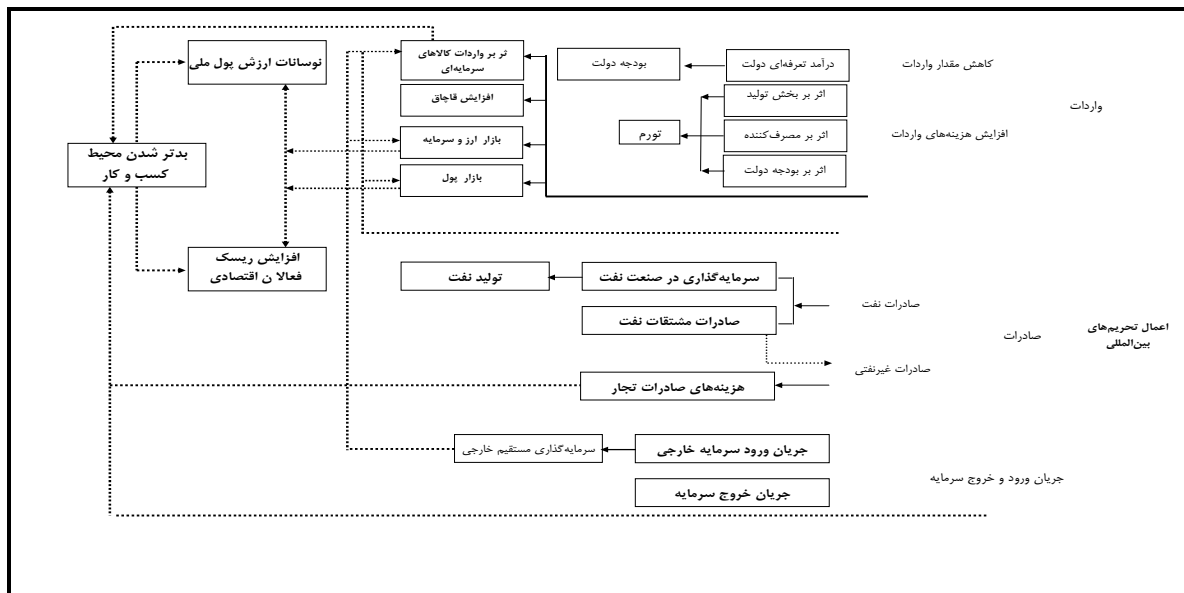 کاهش مقدار واردات
درآمد تعرفه‌ای دولت
بودجه دولت
ثر بر واردات کالاهای
سرمایه‌ای
نوسانات ارزش پول ملی
واردات
اثر بر بخش تولید
افزایش قاچاق
افزایش هزینه‌های واردات
اثر بر مصرف‌کننده
تورم
بازار ارز و سرمایه
بدتر شدن محیط
کسب و کار
اثر بر بودجه دولت
بازار پول
افزایش ریسک
فعالا ن اقتصادی
اعمال تحریم‌های
بین‌المللی
صادرات
صادرات نفت
سرمایه‌گذاری در صنعت نفت
تولید نفت
صادرات مشتقات نفت
صادرات غیرنفتی
هزینه‌های صادرات تجار
جریان ورود و خروج سرمایه
جریان ورود سرمایه خارجی
سرمایه‌گذاری مستقیم خارجی
جریان خروج سرمایه